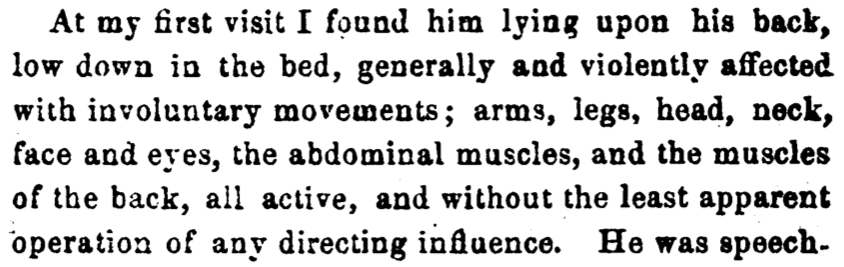 At my first visit I found him lying upon his back,
low down in the bed, generally and violently affected
with involuntary movements; arms, legs, head, neck,
face and eyes, the abdominal muscles, and the muscles
of the back, all active, and without the least apparent
operation of any directing influence. He was speech-